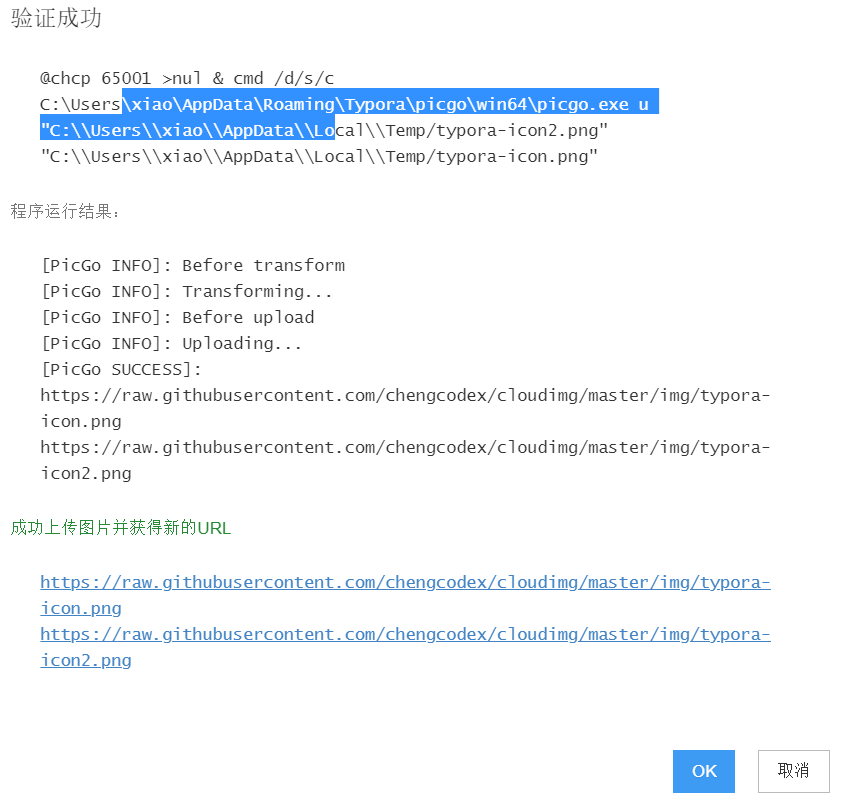 验证成功
@chcp 65001 >nul & cmd /d/s/c
C:\Users\xiao\AppData\Roaming\Typora\picgo\win64\picgo.exe u
"C:\\Users\\xiao\\AppData\\Local\\Temp/typora-icon2.png"
"C:\\Users\\xiao\\AppData\\Local\\Temp/typora-icon.png"
程序运行结果：
[PicGo INFO]: Before transform
[PicGo INFO]: Transforming...
[PicGo INFO]: Before upload
[PicGo INFO]: Uploading...
[PicGo SUCCESS]:
https://raw.githubusercontent.com/chengcodex/cloudimg/master/img/typora-
icon.png
https://raw.githubusercontent.com/chengcodex/cloudimg/master/img/typora-
icon2.png
成功上传图片并获得新的URL
https://raw.githubusercontent.com/chengcodex/cloudimg/master/img/typora-
icon.png
https://raw.githubusercontent.com/chengcodex/cloudimg/master/img/typora-
icon2.png
OK 取消